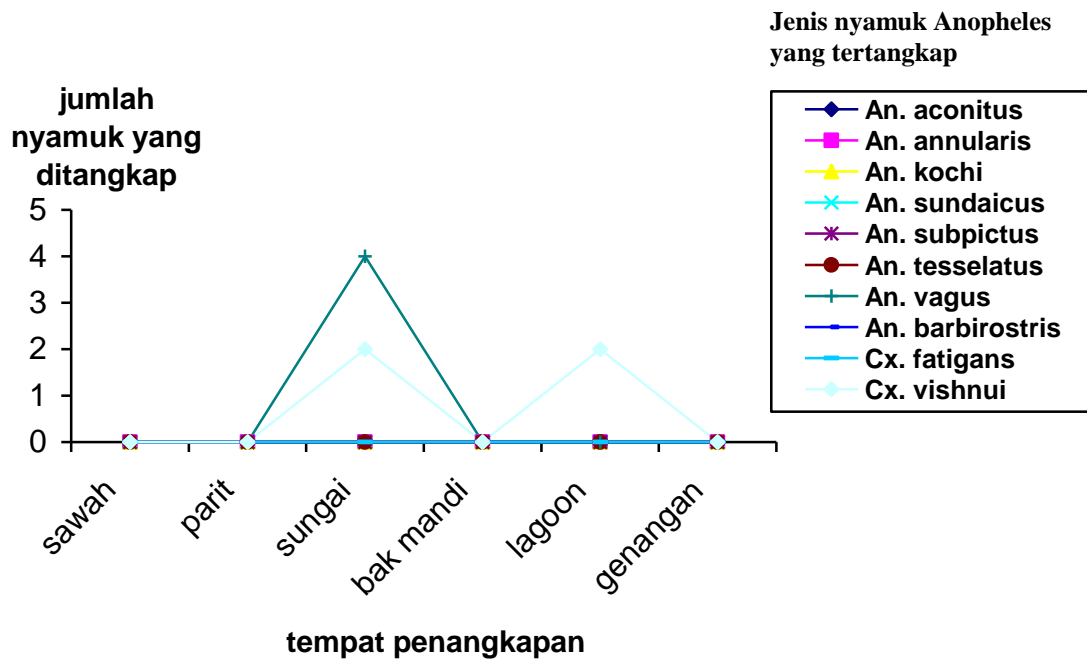 Jenis nyamuk Anopheles
yang tertangkap
jumlah
nyamuk yang
ditangkap
An. aconitus
An. annularis
An. kochi
An. sundaicus
An. subpictus
An. tesselatus
An. vagus
An. barbirostris
Cx. fatigans
Cx. vishnui
5
4
3
2
1
0
sawah
parit
sungai
bak mandi
lagoon
genangan
tempat penangkapan